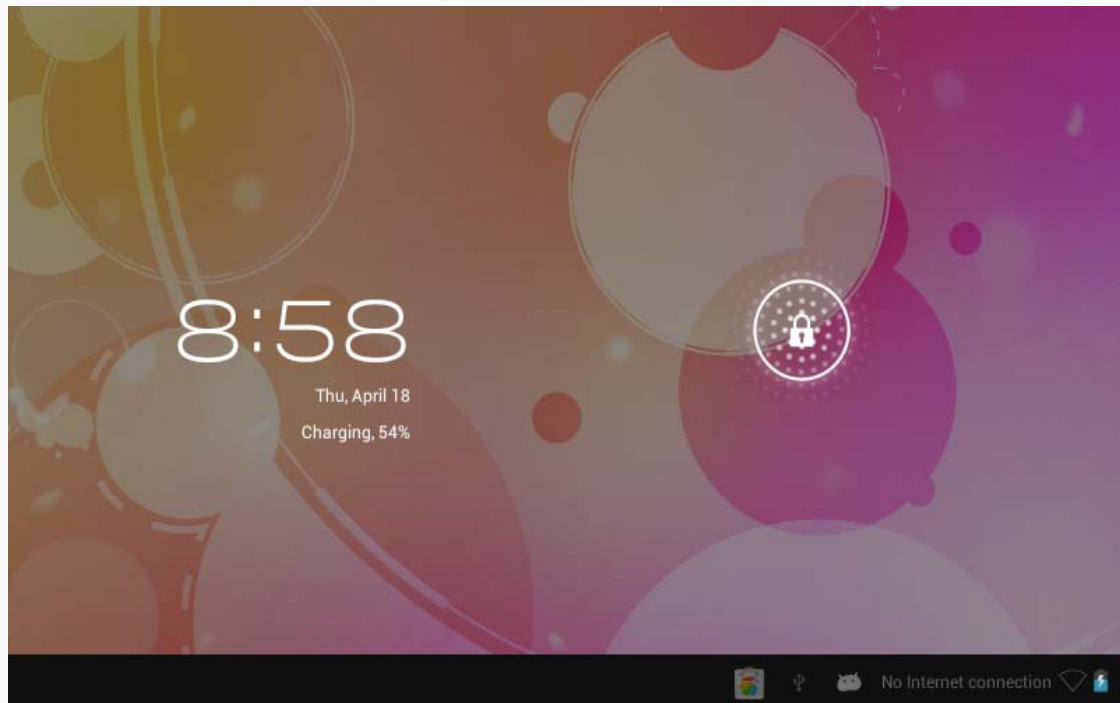 8:58
Thu, April 18
Charging, 54%
No Internet connection